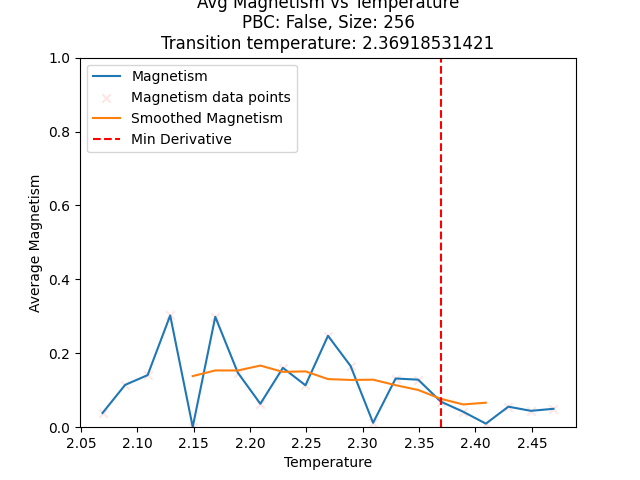 Avg Magnetism vs Temperature
PBC: False, Size: 256
Transition temperature: 2.36918531421
1.0
Magnetism
Magnetism data points
Smoothed Magnetism
Min Derivative
0.8
0.6
0.4
0.2
0.0
Average Magnetism
2.05 2.10 2.15 2.20 2.25 2.30 2.35 2.40 2.45
Temperature